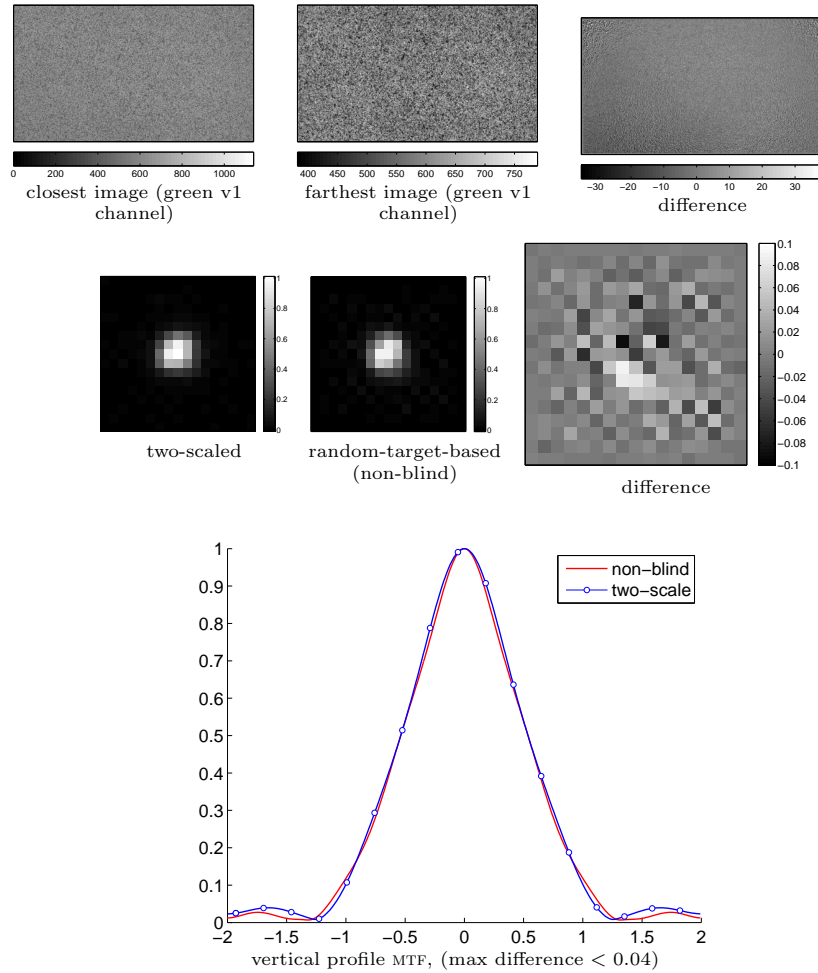 0 200 400 600 800 1000
closest image (green v1
channel)
400 450 500 550 600 650 700 750
farthest image (green v1
channel)
−30 −20 −10 0 10 20 30
difference
1
0.8
0.6
0.4
0.2
0
two-scaled
1
0.8
0.6
0.4
0.2
0
random-target-based
(non-blind)
0.1
0.08
0.06
0.04
0.02
0
−0.02
−0.04
−0.06
−0.08
−0.1
difference
1
0.9
0.8
0.7
0.6
0.5
0.4
0.3
0.2
0.1
0
non−blind
two−scale
−2 −1.5 −1 −0.5 0 0.5 1 1.5 2
vertical profile MTF, (max difference < 0.04)